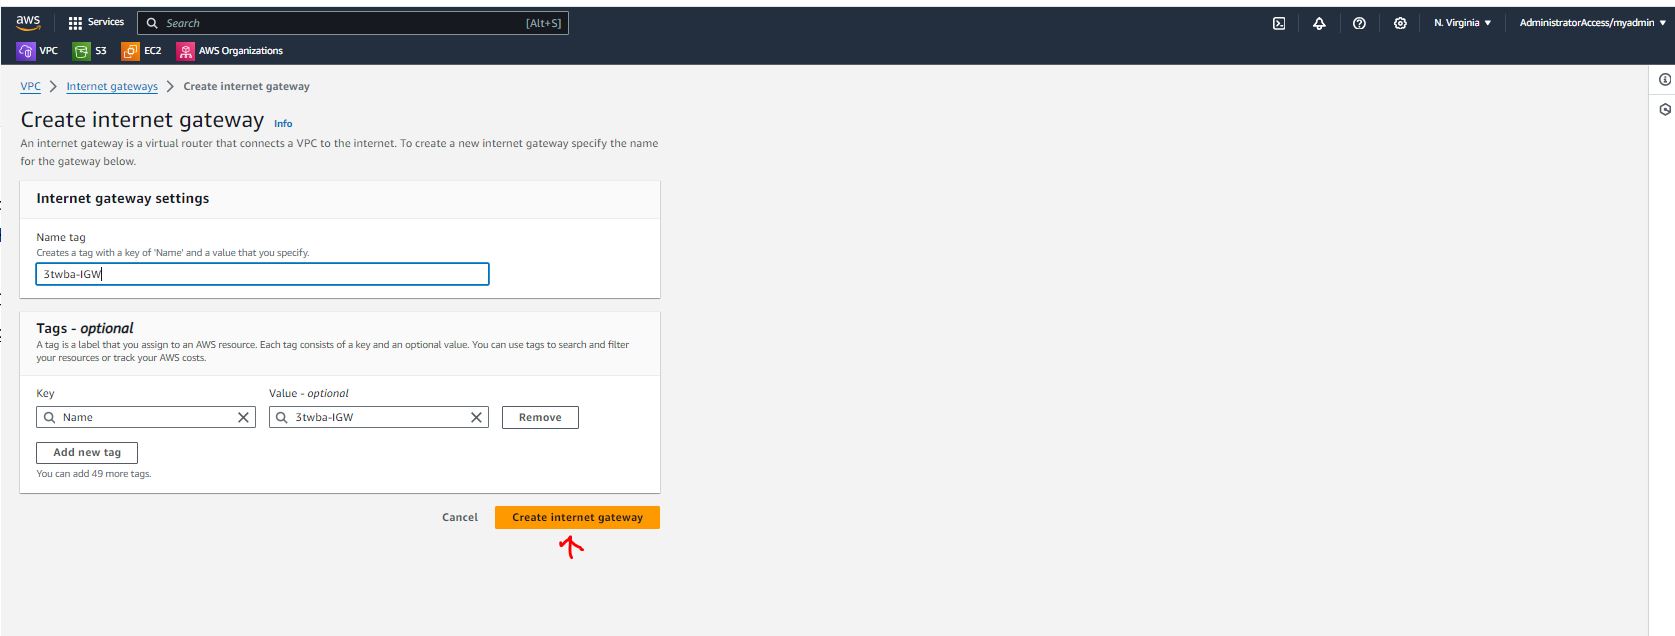 aws
Services
Search
[Alt+S]
N. Virginia
AdministratorAccess/myadmin
VPC
S3
EC2
AWS Organizations
VPC
Internet gateways
Create internet gateway
Create internet gateway
Info
An internet gateway is a virtual router that connects a VPC to the internet. To create a new internet gateway specify the name
for the gateway below.
Internet gateway settings
Name tag
Creates a tag with a key of 'Name' and a value that you specify.
3twba-IGW
Tags - optional
A tag is a label that you assign to an AWS resource. Each tag consists of a key and an optional value. You can use tags to search and filter
your resources or track your AWS costs.
Key
Value - optional
Name
3twba-IGW
Remove
Add new tag
You can add 49 more tags.
Cancel
Create internet gateway